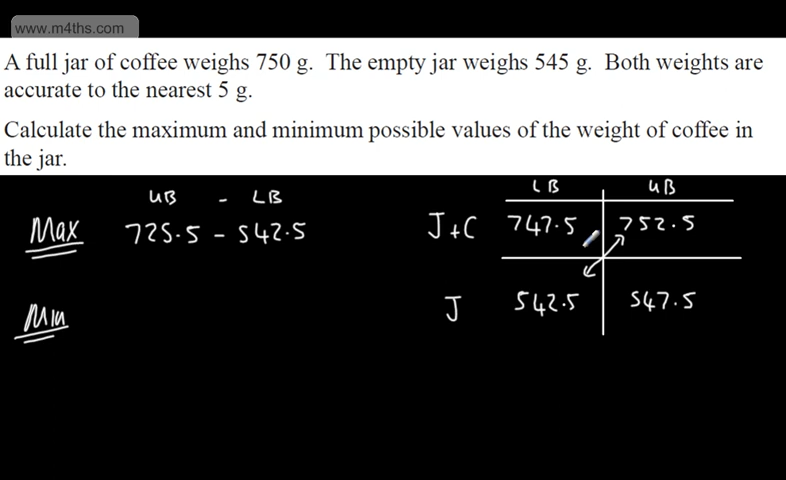 www.m4ths.com
A full jar of coffee weighs 750 g. The empty jar weighs 545 g. Both weights are
accurate to the nearest 5 g.
Calculate the maximum and minimum possible values of the weight of coffee in
the jar.
UB - LB
Max 725.5 - 542.5
Min
LB UB
J+C 747.5 752.5
J 542.5 547.5